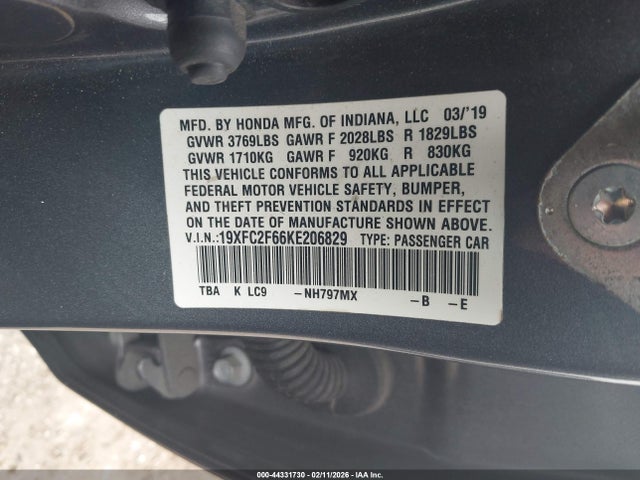 MFD. BY HONDA MFG. OF INDIANA, LLC 03/'19
GVWR 3769LBS GAWR F 2028LBS R 1829LBS
GVWR 1710KG GAWR F 920KG R 830KG
THIS VEHICLE CONFORMS TO ALL APPLICABLE
FEDERAL MOTOR VEHICLE SAFETY, BUMPER,
AND THEFT PREVENTION STANDARDS IN EFFECT
ON THE DATE OF MANUFACTURE SHOWN ABOVE.
V.I.N.:19XFC2F66KE206829 TYPE: PASSENGER CAR
TBA K LC9 -NH797MX -B -E
000-44331730 - 02/11/2026 - IAA Inc.